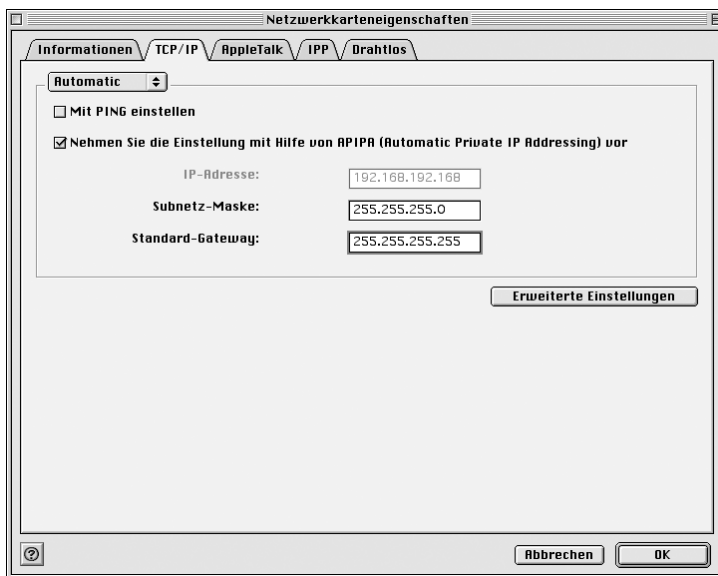 Netzwerkkarteneigenschaften
Informationen TCP/IP AppleTalk IPP Drahtlos
Automatic
Mit PING einstellen
Nehmen Sie die Einstellung mit Hilfe von APIPA (Automatic Private IP Addressing) vor
IP-Adresse: 192.168.192.168
Subnetz-Maske: 255.255.255.0
Standard-Gateway: 255.255.255.255
Erweiterte Einstellungen
? Abbrechen OK